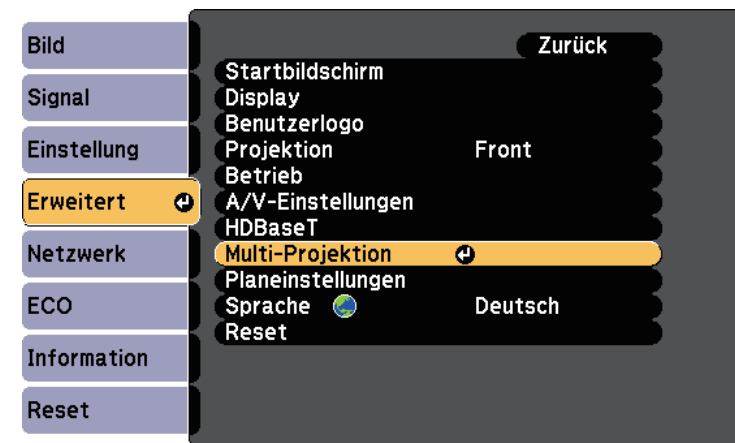 Bild
Signal
Einstellung
Erweitert
Netzwerk
ECO
Information
Reset
Zurück
Startbildschirm
Display
Benutzerlogo
Projektion Front
Betrieb
A/V-Einstellungen
HDBaseT
Multi-Projektion
Planeinstellungen
Sprache Deutsch
Reset